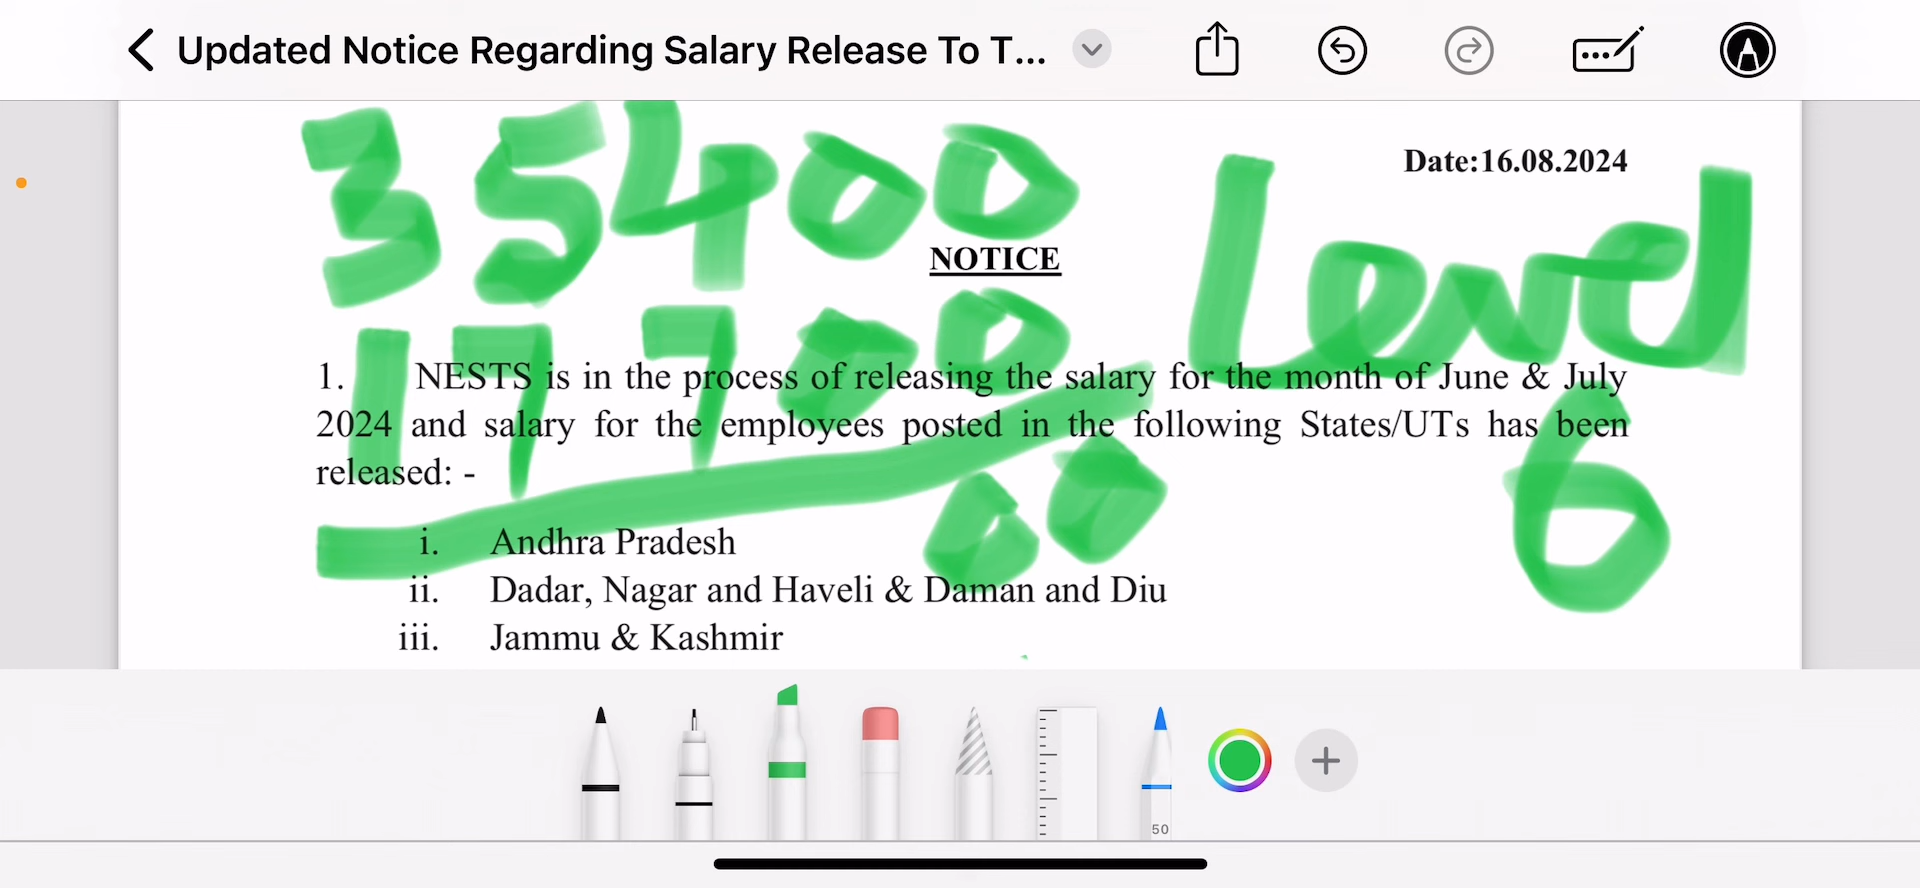 Updated Notice Regarding Salary Release To T...
35400
Date:16.08.2024
Level
NOTICE
17700
1. NESTS is in the process of releasing the salary for the month of June & July
2024 and salary for the employees posted in the following States/UTs has been
released: -
6
00
i. Andhra Pradesh
ii. Dadar, Nagar and Haveli & Daman and Diu
iii. Jammu & Kashmir
50